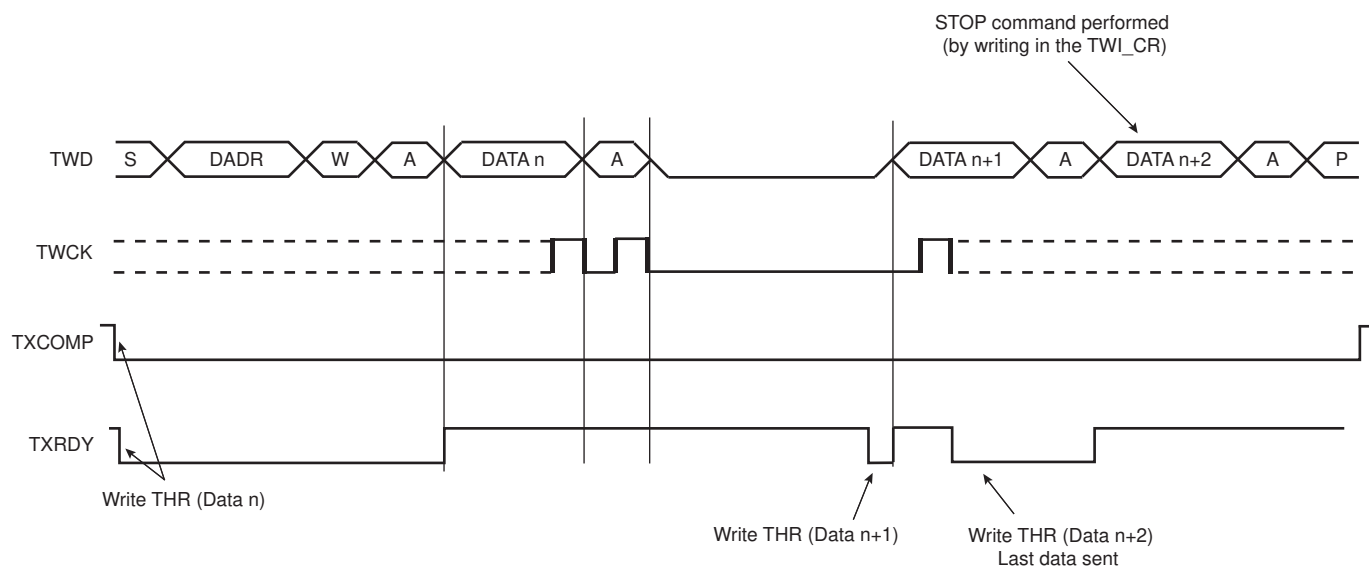 STOP command performed
(by writing in the TWI_CR)
TWD S DADR W A DATA n A DATA n+1 A DATA n+2 A P
TWCK
TXCOMP
TXRDY
Write THR (Data n)
Write THR (Data n+1)
Write THR (Data n+2)
Last data sent